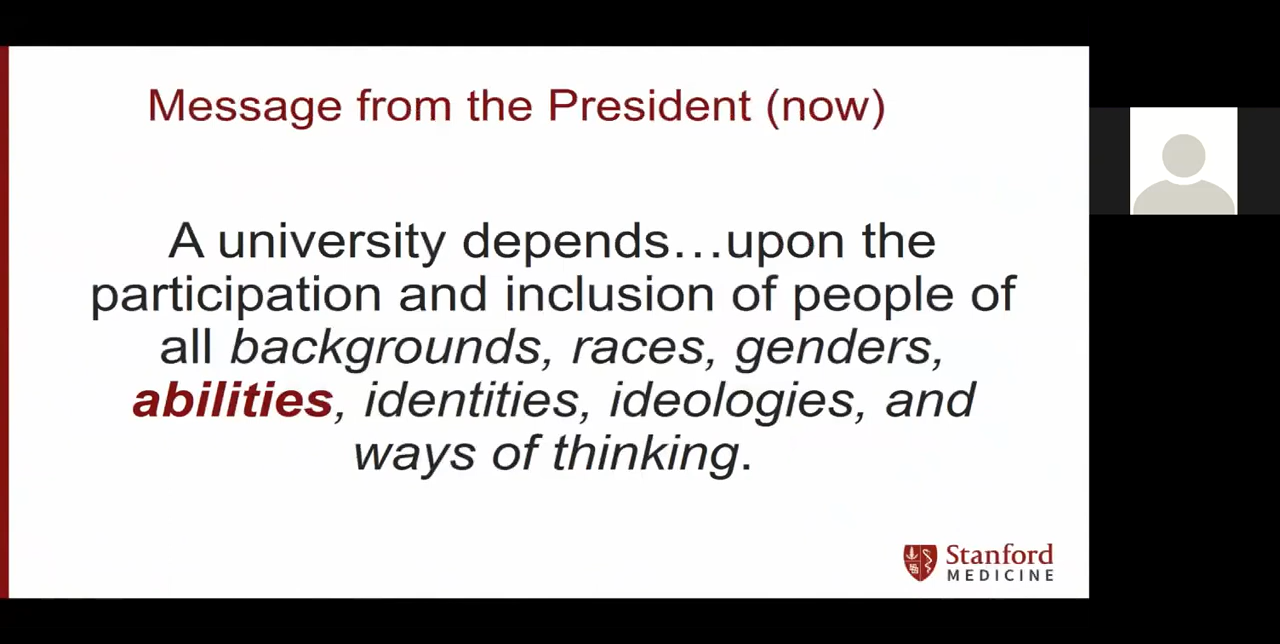 Message from the President (now)
A university depends…upon the
participation and inclusion of people of
all backgrounds, races, genders,
abilities, identities, ideologies, and
ways of thinking.
Stanford
MEDICINE